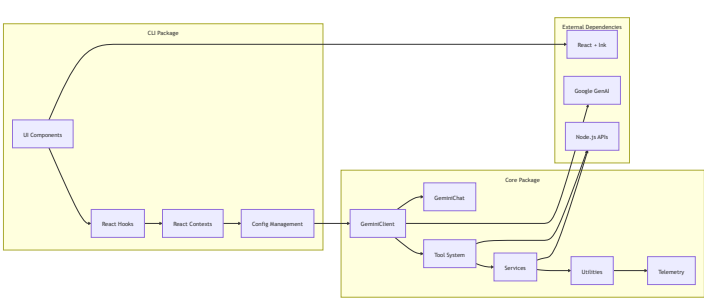 CLI Package
External Dependencies
React + Ink
Google GenAI
UI Components
Node.js APIs
Core Package
GeminiChat
React Hooks
React Contexts
Config Management
GeminiClient
Tool System
Services
Utilities
Telemetry